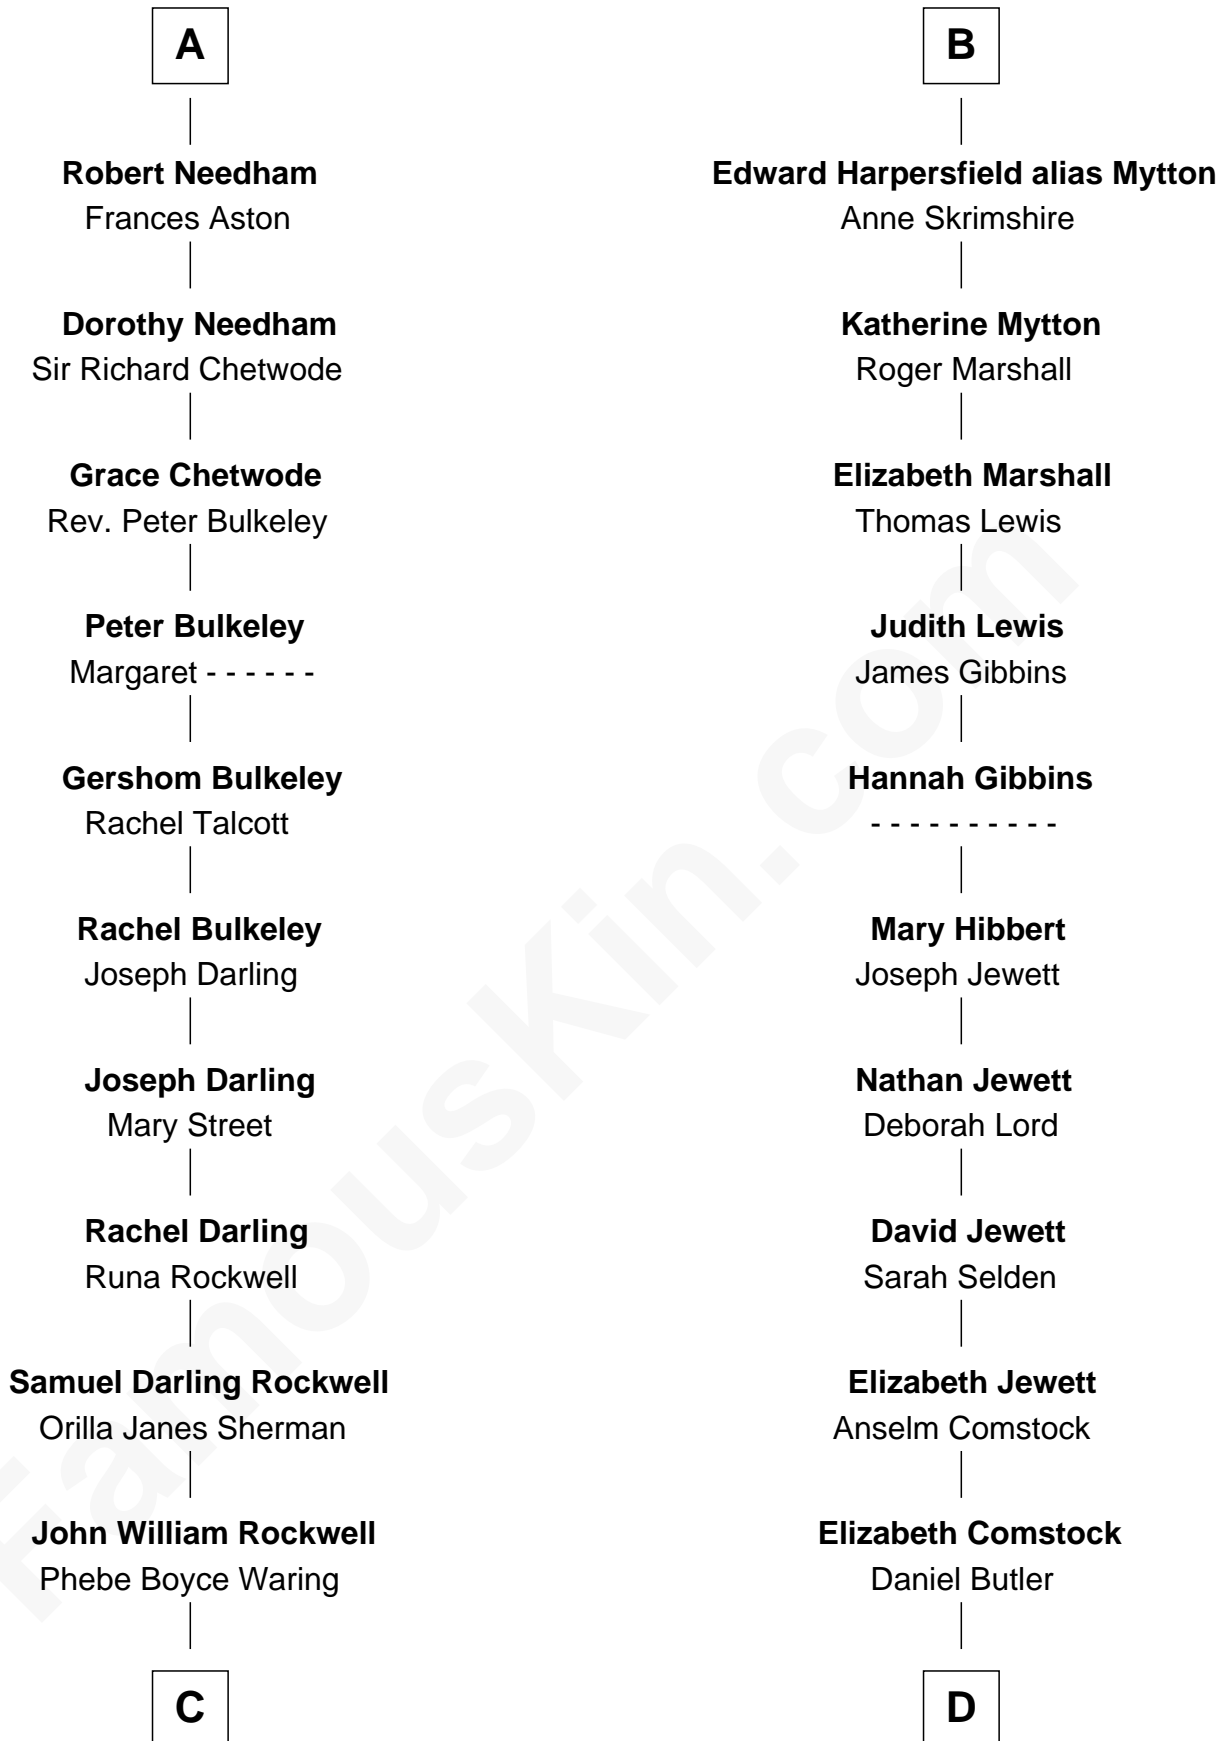 A
Robert Needham
Frances Aston
Dorothy Needham
Sir Richard Chetwode
Grace Chetwode
Rev. Peter Bulkeley
Peter Bulkeley
Margaret - - - - - -
Gershom Bulkeley
Rachel Talcott
Rachel Bulkeley
Joseph Darling
Joseph Darling
Mary Street
Rachel Darling
Runa Rockwell
Samuel Darling Rockwell
Orilla Janes Sherman
John William Rockwell
Phebe Boyce Waring
C
B
Edward Harpersfield alias Mytton
Anne Skrimshire
Katherine Mytton
Roger Marshall
Elizabeth Marshall
Thomas Lewis
Judith Lewis
James Gibbins
Hannah Gibbins
- - - - - - - - - -
Mary Hibbert
Joseph Jewett
Nathan Jewett
Deborah Lord
David Jewett
Sarah Selden
Elizabeth Jewett
Anselm Comstock
Elizabeth Comstock
Daniel Butler
D
FamousKin.com